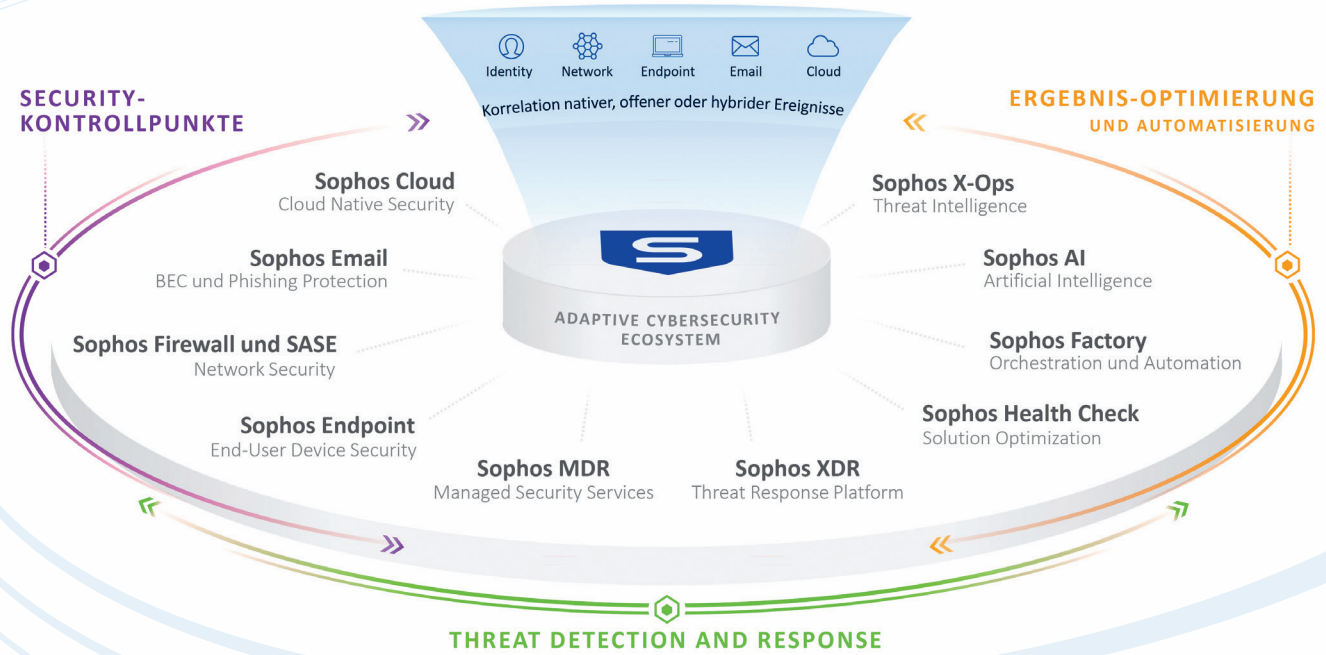 Identity Network Endpoint Email Cloud
Korrelation nativer, offener oder hybrider Ereignisse
SECURITY-
KONTROLLPUNKTE
ERGEBNIS-OPTIMIERUNG
UND AUTOMATISIERUNG
Sophos Cloud
Cloud Native Security
Sophos Email
BEC und Phishing Protection
Sophos Firewall und SASE
Network Security
Sophos Endpoint
End-User Device Security
Sophos MDR
Managed Security Services
Sophos XDR
Threat Response Platform
Sophos X-Ops
Threat Intelligence
Sophos AI
Artificial Intelligence
Sophos Factory
Orchestration und Automation
Sophos Health Check
Solution Optimization
S
ADAPTIVE CYBERSECURITY
ECOSYSTEM
THREAT DETECTION AND RESPONSE